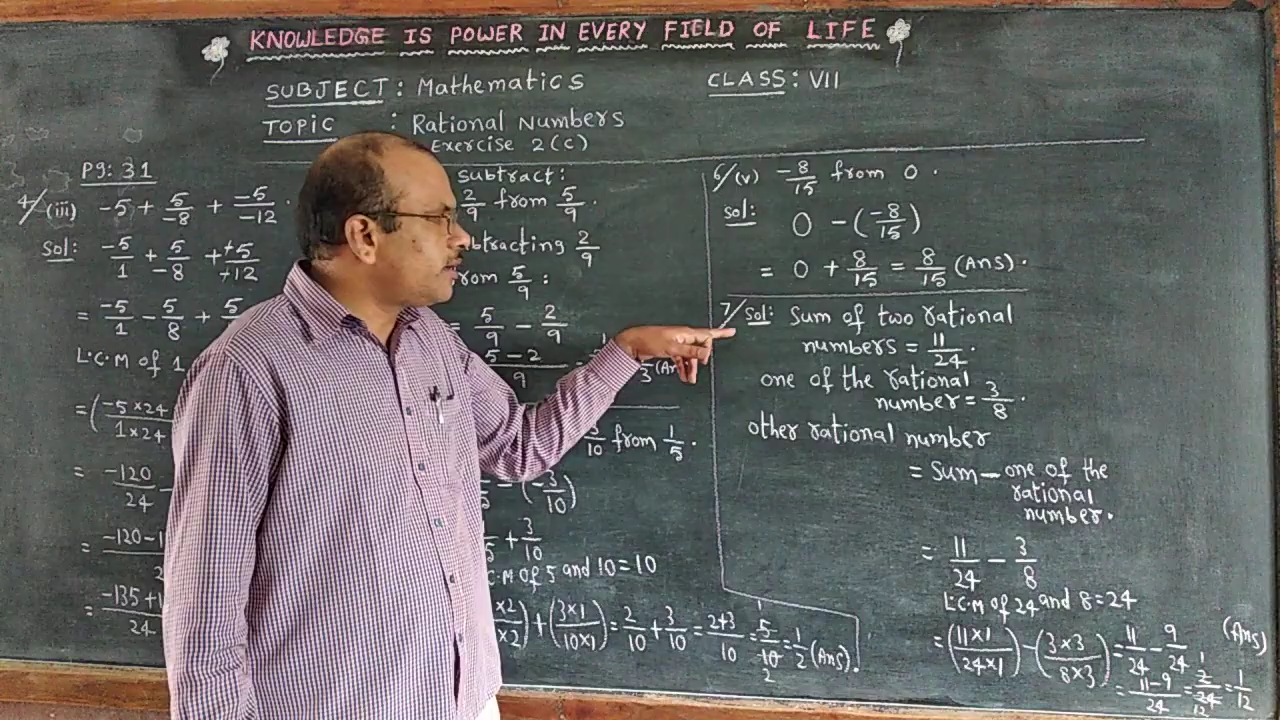 KNOWLEDGE IS POWER IN EVERY FIELD OF LIFE
SUBJECT : Mathematics
CLASS : VII
TOPIC : Rational Numbers
Exercise 2(c)
Pg: 31
4/ (iii) -5 + 5/-8 + -5/-12 .
Sol: -5/1 + 5/-8 + +5/+12
= -5/1 - 5/8 + 5
L.C.M of 1
= (-5×24/1×24
= -120/24
= -120-1
= -135+1/24
subtract:
2/9 from 5/9 .
btracting 2/9
rom 5/9 :
= 5/9 - 2/9
5-2/9 = 1/3 (An
3/10 from 1/5 .
- (-3/10)
+ 3/10
C.M of 5 and 10 = 10
×2/×2) + (3×1/10×1) = 2/10 + 3/10 = 2+3/10 = 5/10 = 1/2 (Ans).
6/ (v) -8/15 from 0 .
Sol: 0 - (-8/15)
= 0 + 8/15 = 8/15 (Ans) .
7/ Sol: Sum of two rational
numbers = 11/24 .
one of the rational
number = 3/8 .
other rational number
= Sum - one of the
rational
number.
= 11/24 - 3/8
L.C.M of 24 and 8 = 24
= (11×1/24×1) - (3×3/8×3) = 11/24 - 9/24
= 11-9/24 = 2/24 = 1/12 (Ans)